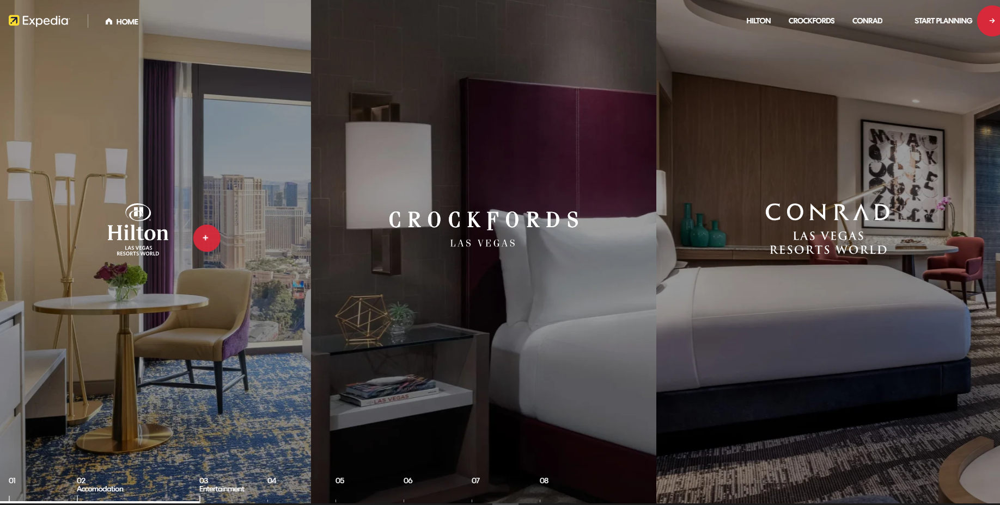 Expedia
HOME
HILTON
CROCKFORDS
CONRAD
START PLANNING
Hilton
LAS VEGAS
RESORTS WORLD
CROCKFORDS
LAS VEGAS
CONRAD
LAS VEGAS
RESORTS WORLD
LAS VEGAS
01
02
Accomodation
03
Entertainment
04
05
06
07
08